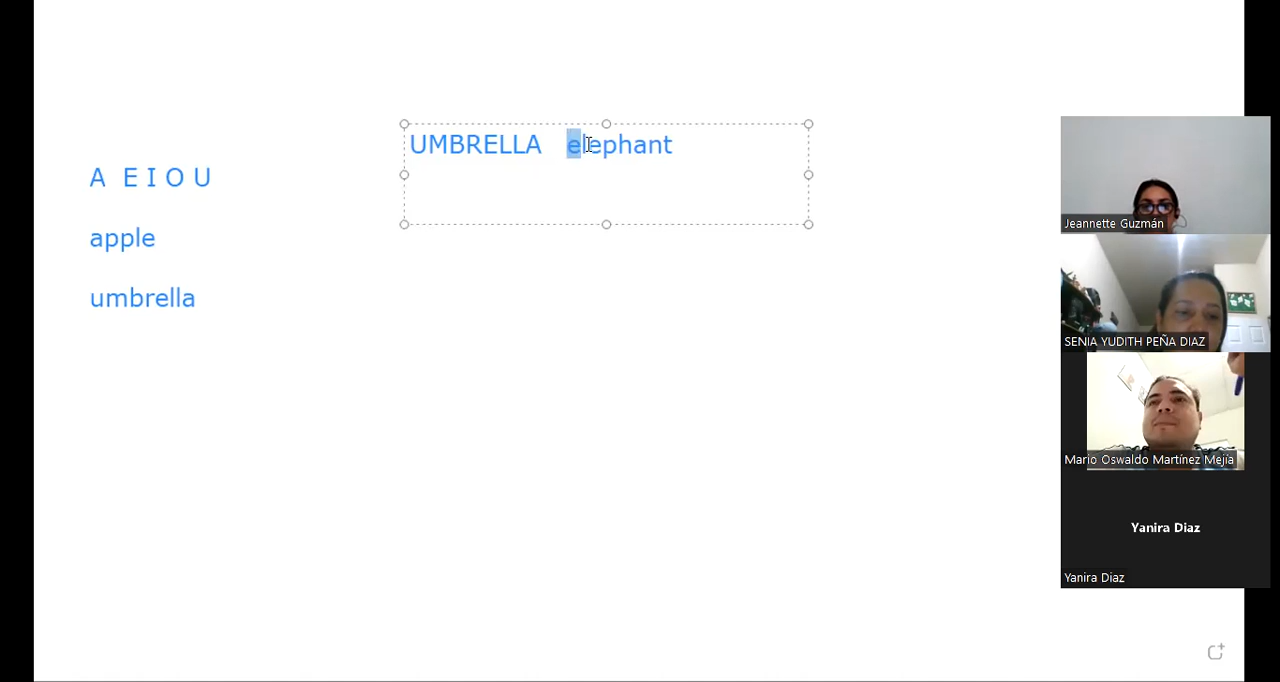 UMBRELLA elephant
A E I O U
apple
umbrella
Jeannette Guzmán
SENIA YUDITH PEÑA DIAZ
Mario Oswaldo Martínez Mejía
Yanira Diaz
Yanira Diaz